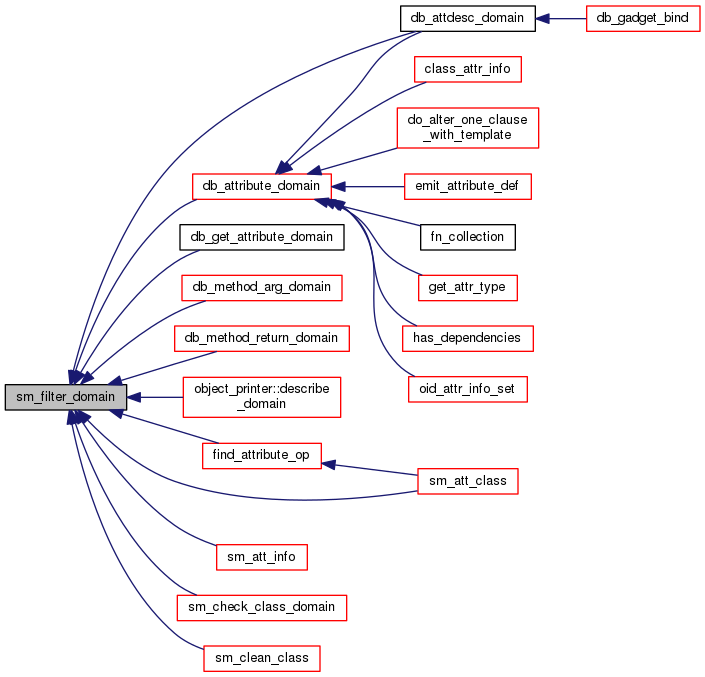 db_attdesc_domain
db_gadget_bind
class_attr_info
do_alter_one_clause
_with_template
db_attribute_domain
emit_attribute_def
db_get_attribute_domain
fn_collection
db_method_arg_domain
get_attr_type
db_method_return_domain
has_dependencies
sm_filter_domain
object_printer::describe
_domain
oid_attr_info_set
find_attribute_op
sm_att_class
sm_att_info
sm_check_class_domain
sm_clean_class